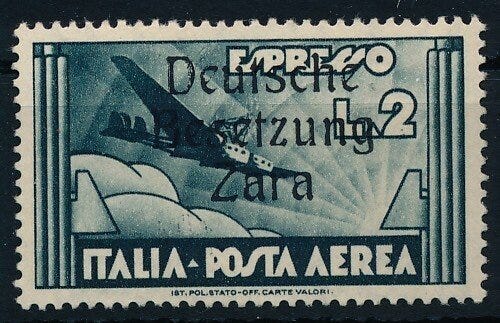 ESPRESSO
Deutsche
L.2
Besetzung
Zara
ITALIA-POSTA AEREA
IST. POL. STATO-OFF. CARTE VALORI.